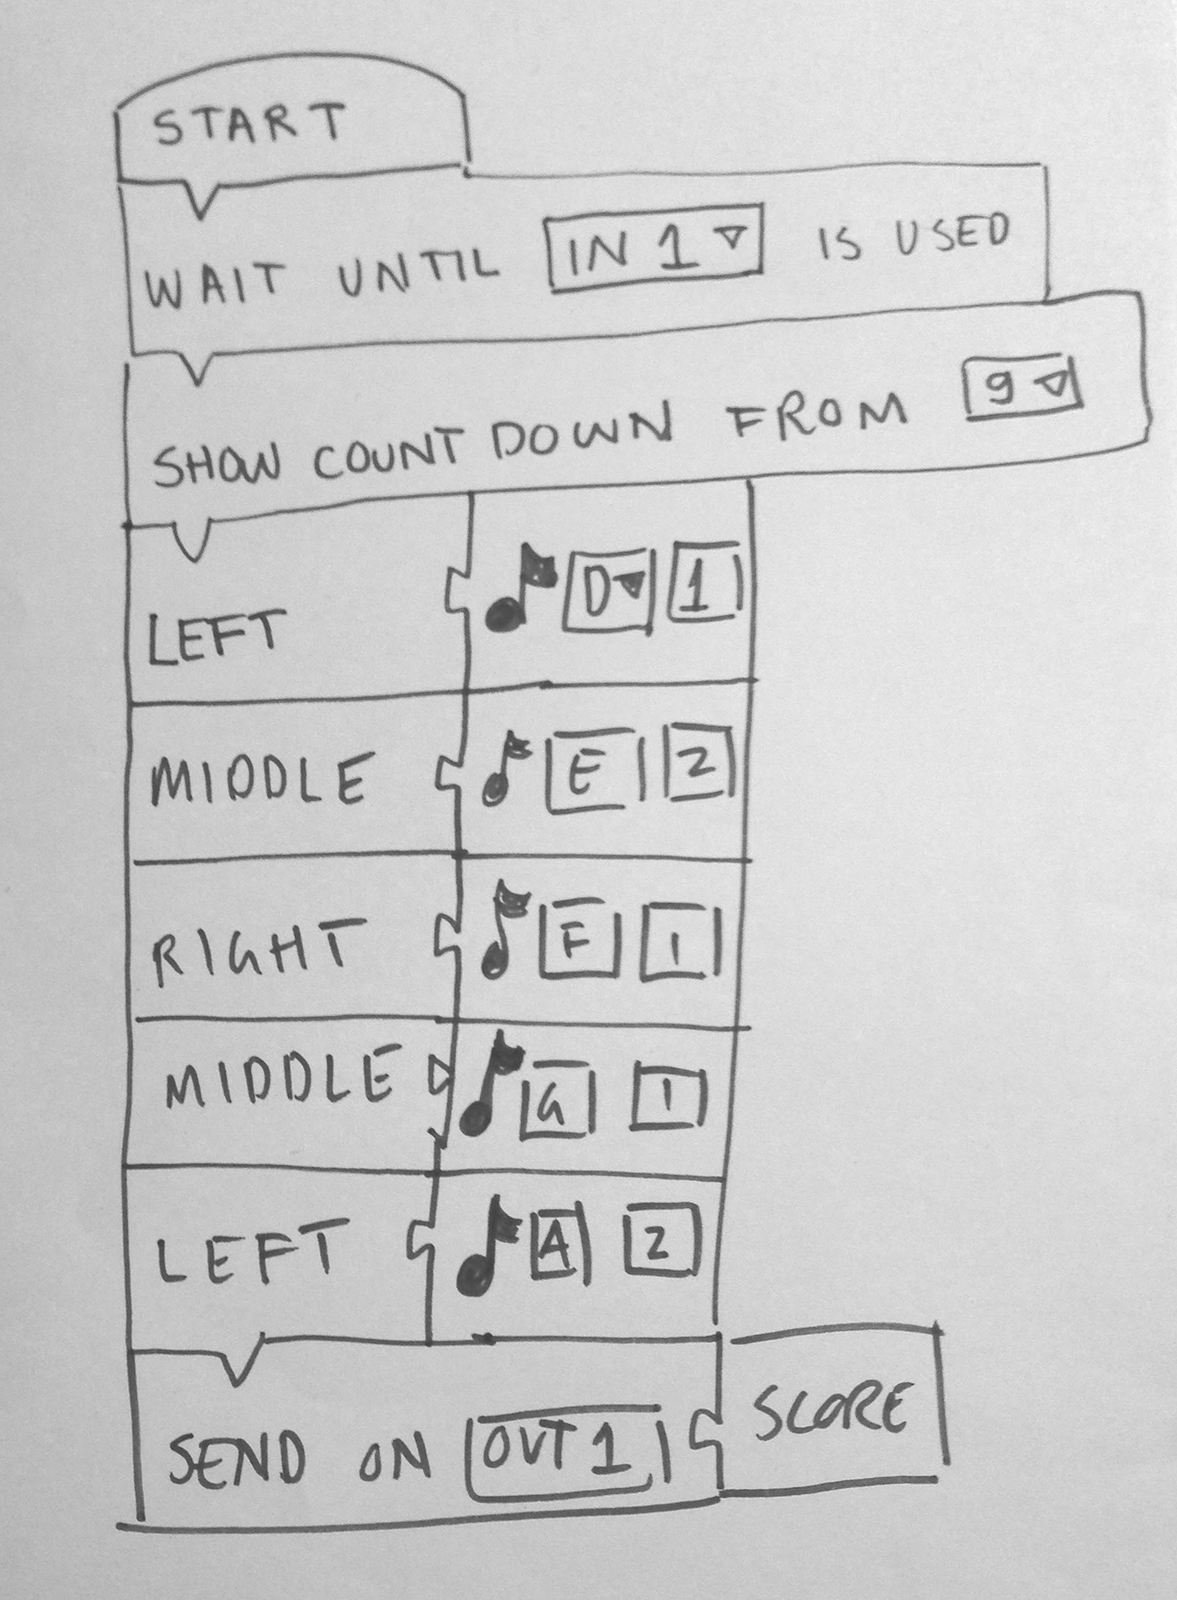 START
WAIT UNTIL IN 1 IS USED
SHOW COUNT DOWN FROM 9
LEFT D 1
MIDDLE E 2
RIGHT F 1
MIDDLE G 1
LEFT A 2
SEND ON OUT 1 SCORE